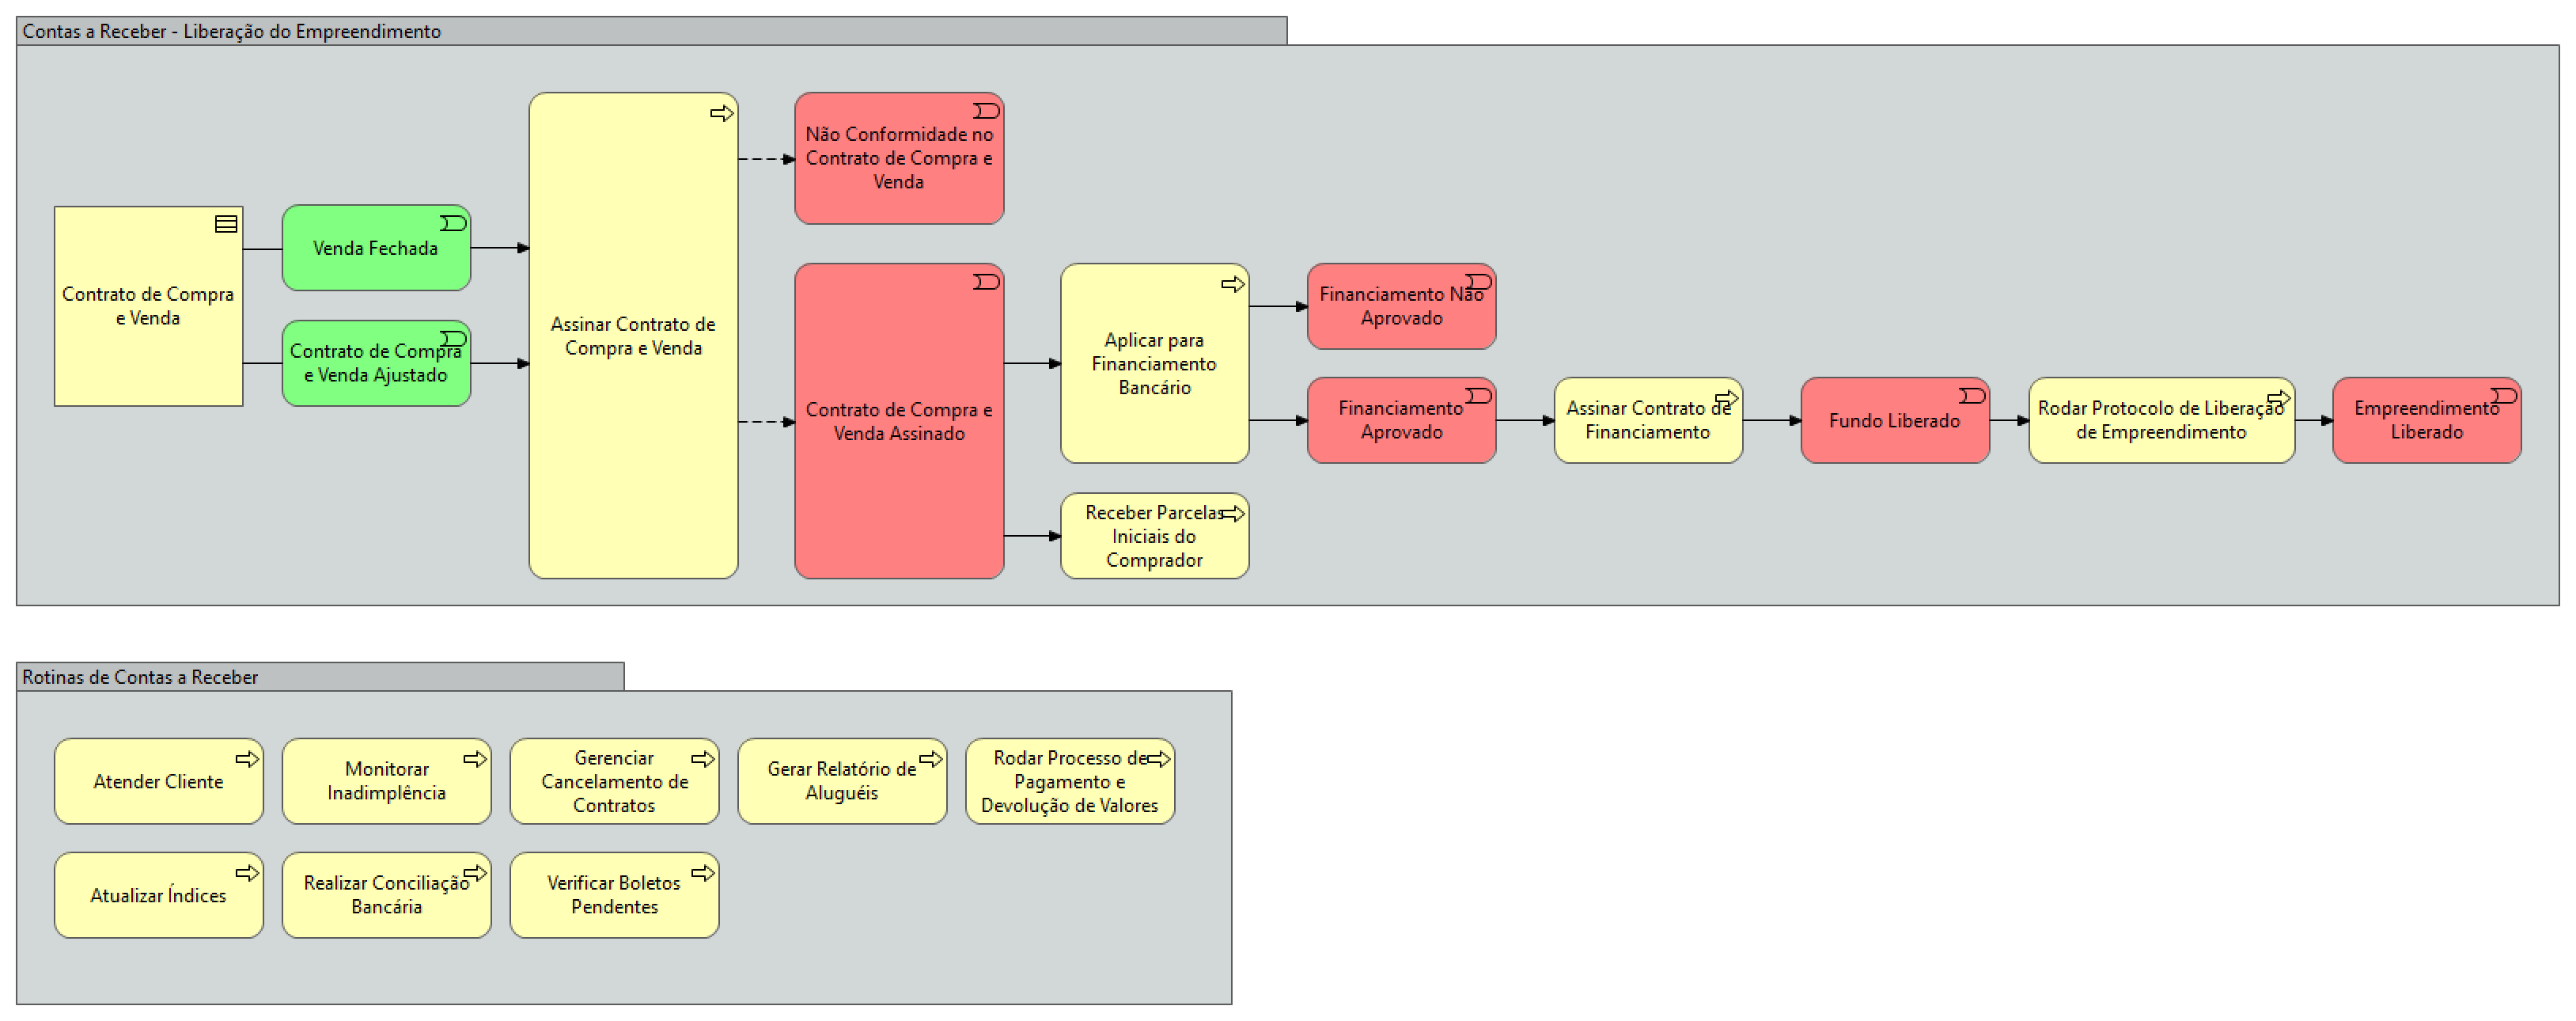 Contas a Receber - Liberação do Empreendimento
Contrato de Compra
e Venda
Venda Fechada
Contrato de Compra
e Venda Ajustado
Assinar Contrato de
Compra e Venda
Não Conformidade no
Contrato de Compra e
Venda
Contrato de Compra e
Venda Assinado
Aplicar para
Financiamento
Bancário
Receber Parcelas
Iniciais do
Comprador
Financiamento Não
Aprovado
Financiamento
Aprovado
Assinar Contrato de
Financiamento
Fundo Liberado
Rodar Protocolo de Liberação
de Empreendimento
Empreendimento
Liberado
Rotinas de Contas a Receber
Atender Cliente
Monitorar
Inadimplência
Gerenciar
Cancelamento de
Contratos
Gerar Relatório de
Aluguéis
Rodar Processo de
Pagamento e
Devolução de Valores
Atualizar Índices
Realizar Conciliação
Bancária
Verificar Boletos
Pendentes